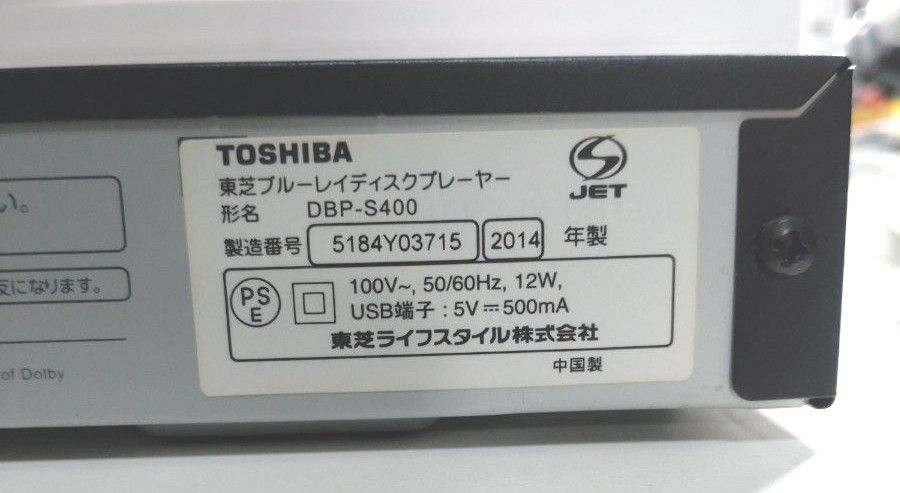 TOSHIBA
東芝ブルーレイディスクプレーヤー
形名 DBP-S400
製造番号 5184Y03715 2014 年製
JET
PS
E
100V~, 50/60Hz, 12W,
USB端子 : 5V⎓500mA
東芝ライフスタイル株式会社
中国製
い。
反になります。
of Dolby